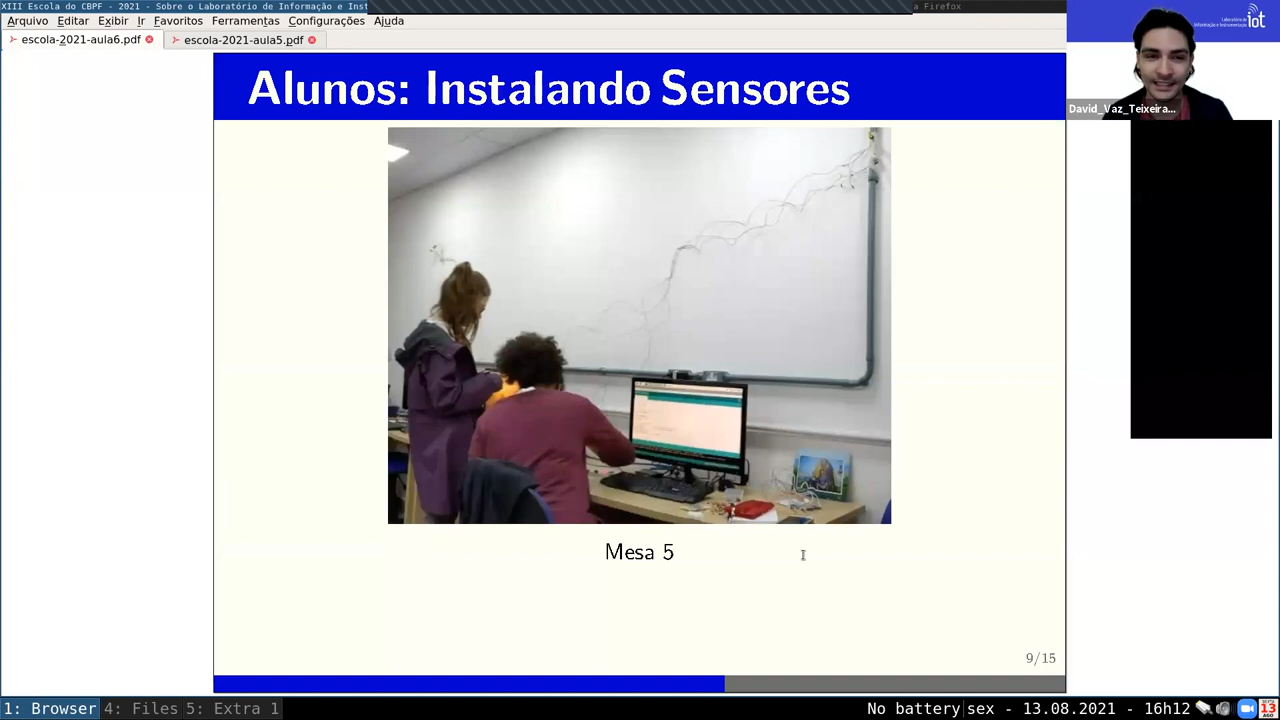 XIII Escola do CBPF - 2021 - Sobre o Laboratório de Informação e Inst
a Firefox
Arquivo Editar Exibir Ir Favoritos Ferramentas Configurações Ajuda
escola-2021-aula6.pdf
escola-2021-aula5.pdf
Alunos: Instalando Sensores
iot
David_Vaz_Teixeira...
Mesa 5
9/15
1: Browser 4: Files 5: Extra 1
No battery|sex - 13.08.2021 - 16h12
13
AGO